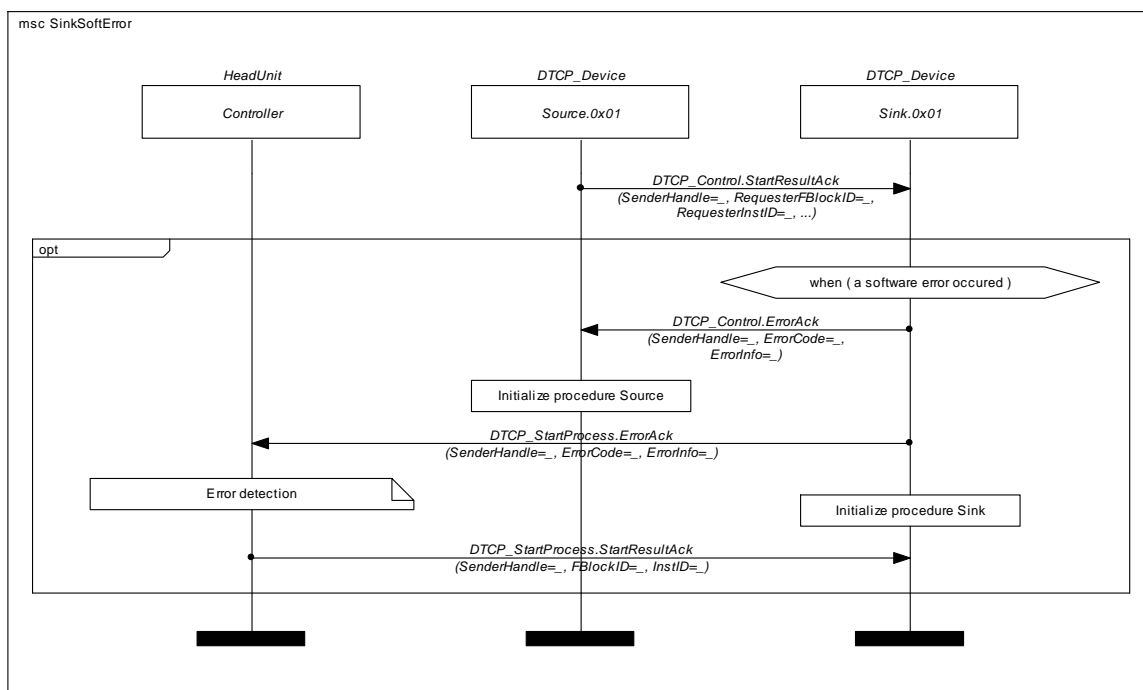 msc SinkSoftError
HeadUnit
DTCP_Device
DTCP_Device
Controller
Source.0x01
Sink.0x01
DTCP_Control.StartResultAck
(SenderHandle=_, RequesterFBlockID=_,
RequesterInstID=_, ...)
opt
when ( a software error occured )
DTCP_Control.ErrorAck
(SenderHandle=_, ErrorCode=_,
ErrorInfo=_)
Initialize procedure Source
DTCP_StartProcess.ErrorAck
(SenderHandle=_, ErrorCode=_, ErrorInfo=_)
Error detection
Initialize procedure Sink
DTCP_StartProcess.StartResultAck
(SenderHandle=_, FBlockID=_, InstID=_)